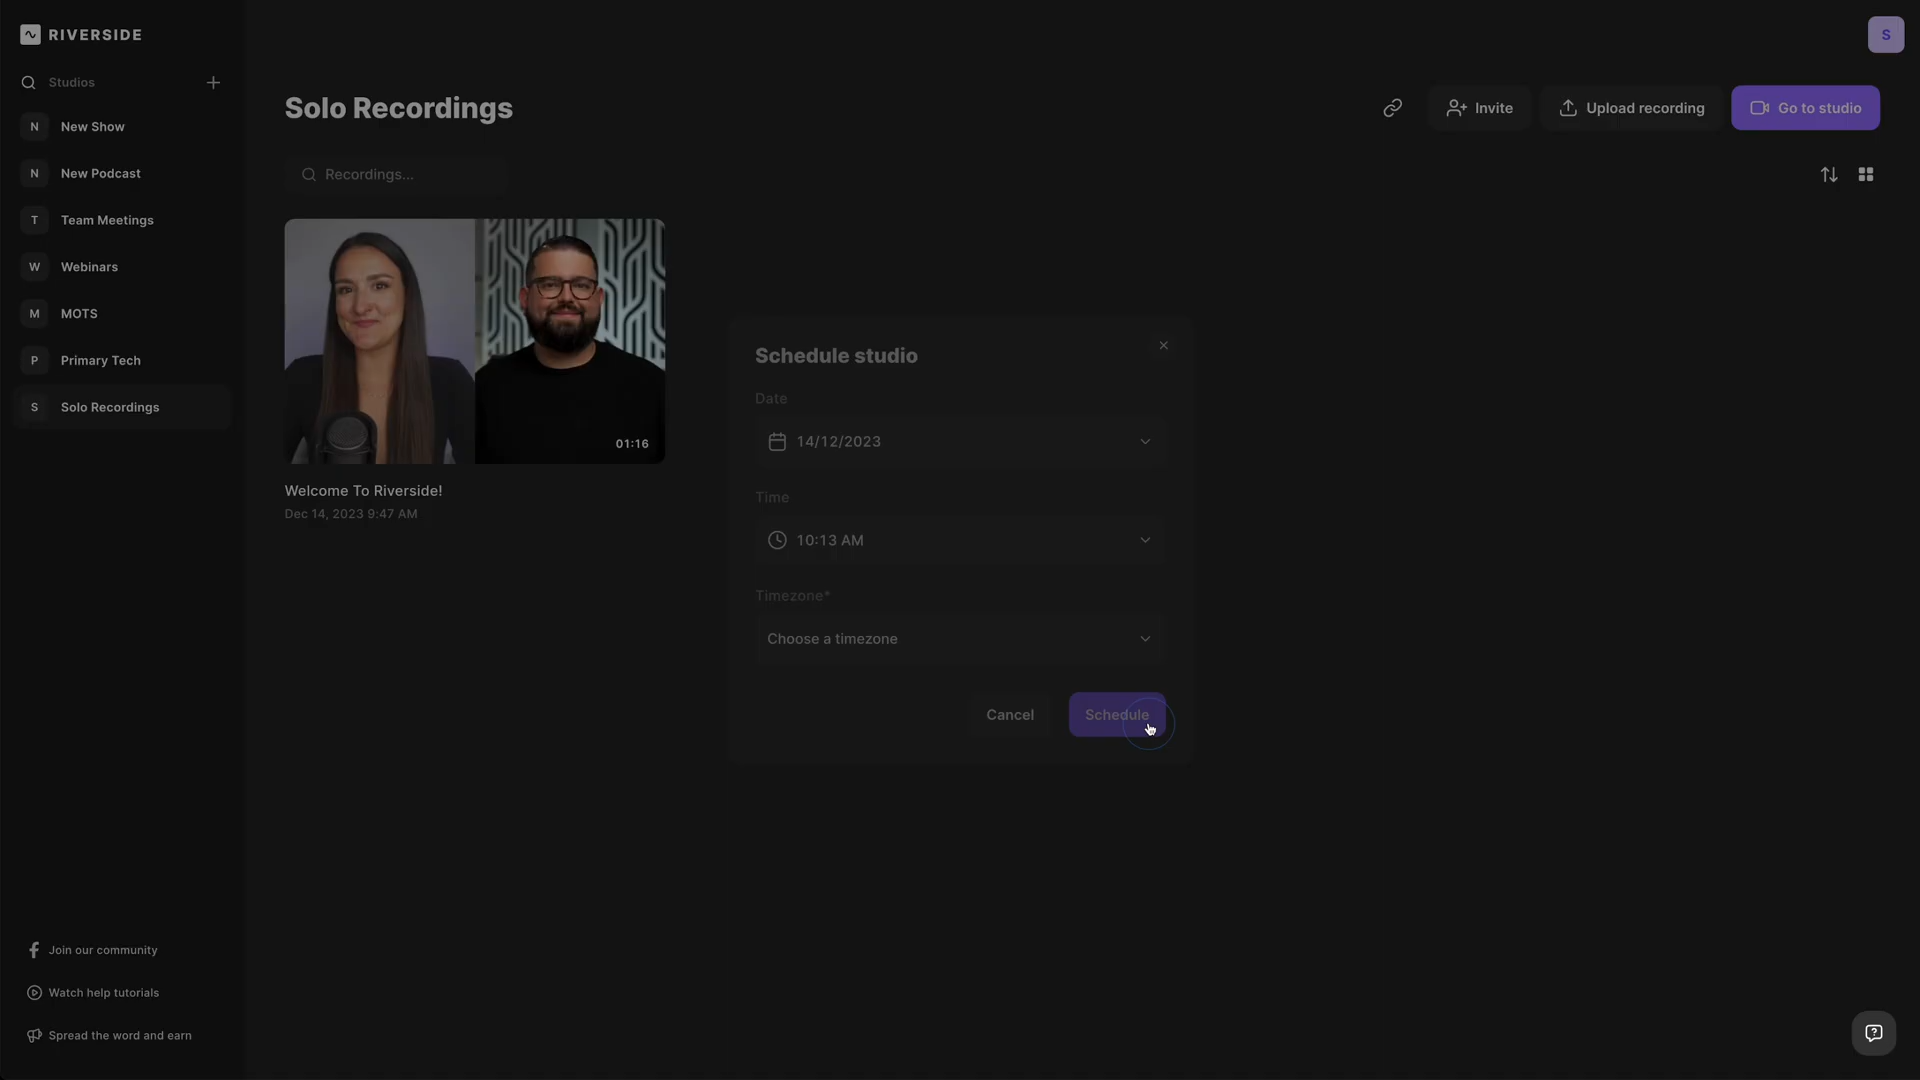 RIVERSIDE
S
Studios
N New Show
N New Podcast
T Team Meetings
W Webinars
M MOTS
P Primary Tech
S Solo Recordings
Join our community
Watch help tutorials
Spread the word and earn
Solo Recordings
Invite
Upload recording
Go to studio
Recordings...
01:16
Welcome To Riverside!
Dec 14, 2023 9:47 AM
Schedule studio
Date
14/12/2023
Time
10:13 AM
Timezone*
Choose a timezone
Cancel
Schedule